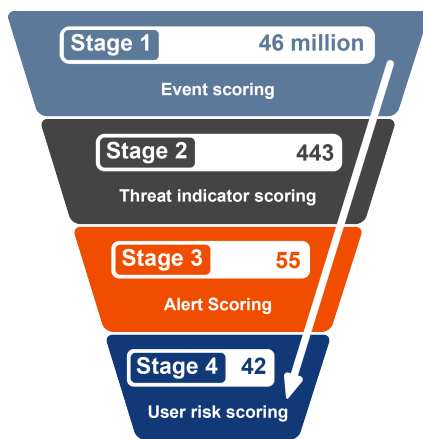 Stage 1 46 million
Event scoring
Stage 2 443
Threat indicator scoring
Stage 3 55
Alert Scoring
Stage 4 42
User risk scoring